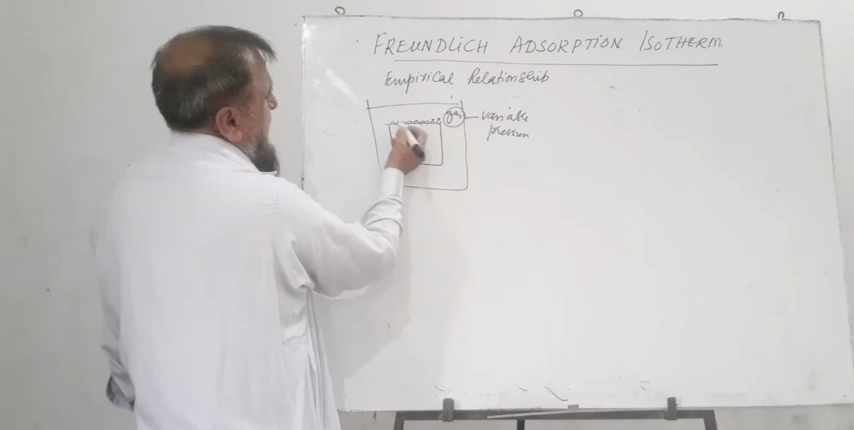 FREUNDLICH ADSORPTION ISOTHERM.
Empirical Relationship
gas
variable
pressure